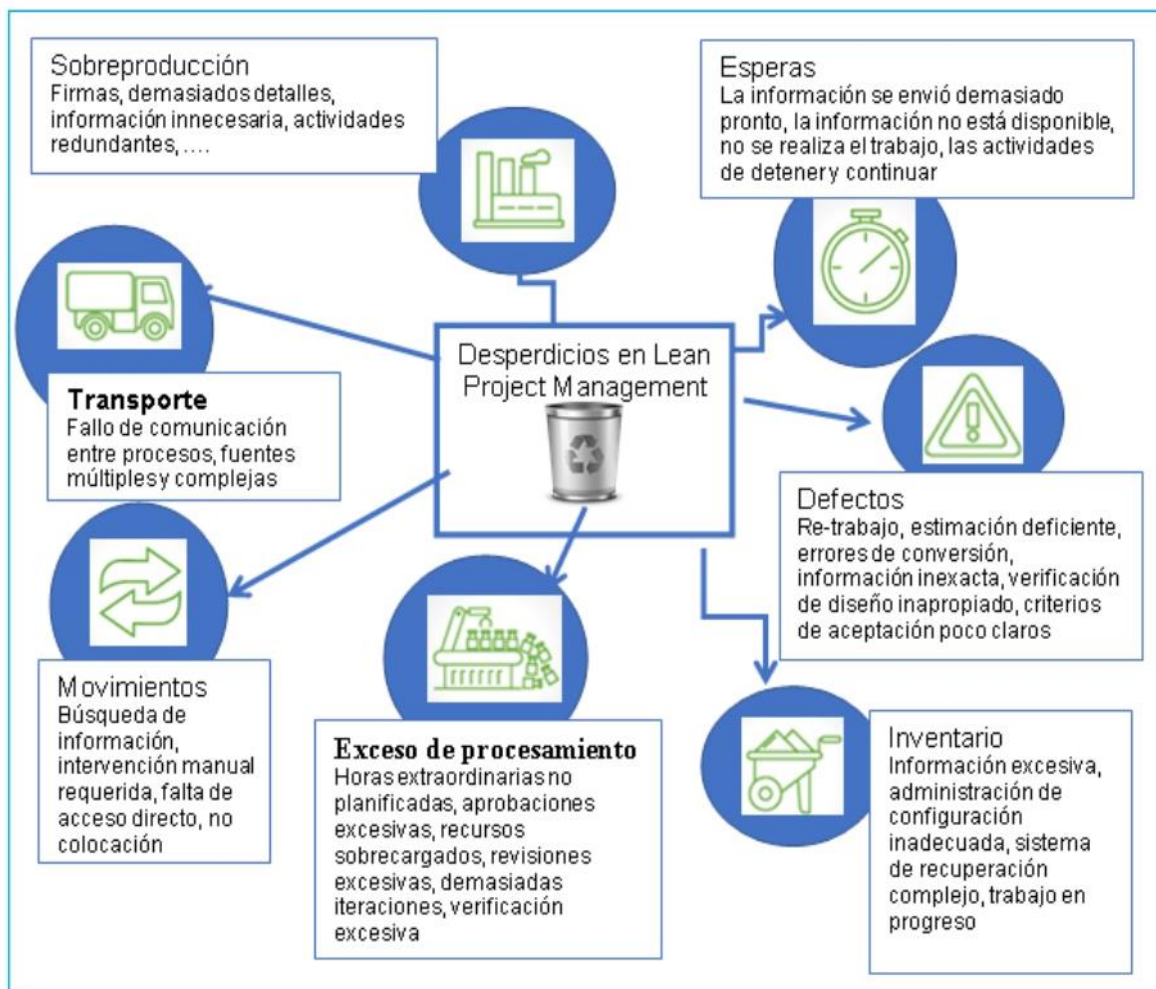 Sobreproducción
Firmas, demasiados detalles,
información innecesaria, actividades
redundantes, ....
Esperas
La información se envió demasiado
pronto, la información no está disponible,
no se realiza el trabajo, las actividades
de detener y continuar
Desperdicios en Lean
Project Management
Transporte
Fallo de comunicación
entre procesos, fuentes
múltiples y complejas
Defectos
Re-trabajo, estimación deficiente,
errores de conversión,
información inexacta, verificación
de diseño inapropiado, criterios
de aceptación poco claros
Movimientos
Búsqueda de
información,
intervención manual
requerida, falta de
acceso directo, no
colocación
Exceso de procesamiento
Horas extraordinarias no
planificadas, aprobaciones
excesivas, recursos
sobrecargados, revisiones
excesivas, demasiadas
iteraciones, verificación
excesiva
Inventario
Información excesiva,
administración de
configuración
inadecuada, sistema
de recuperación
complejo, trabajo en
progreso